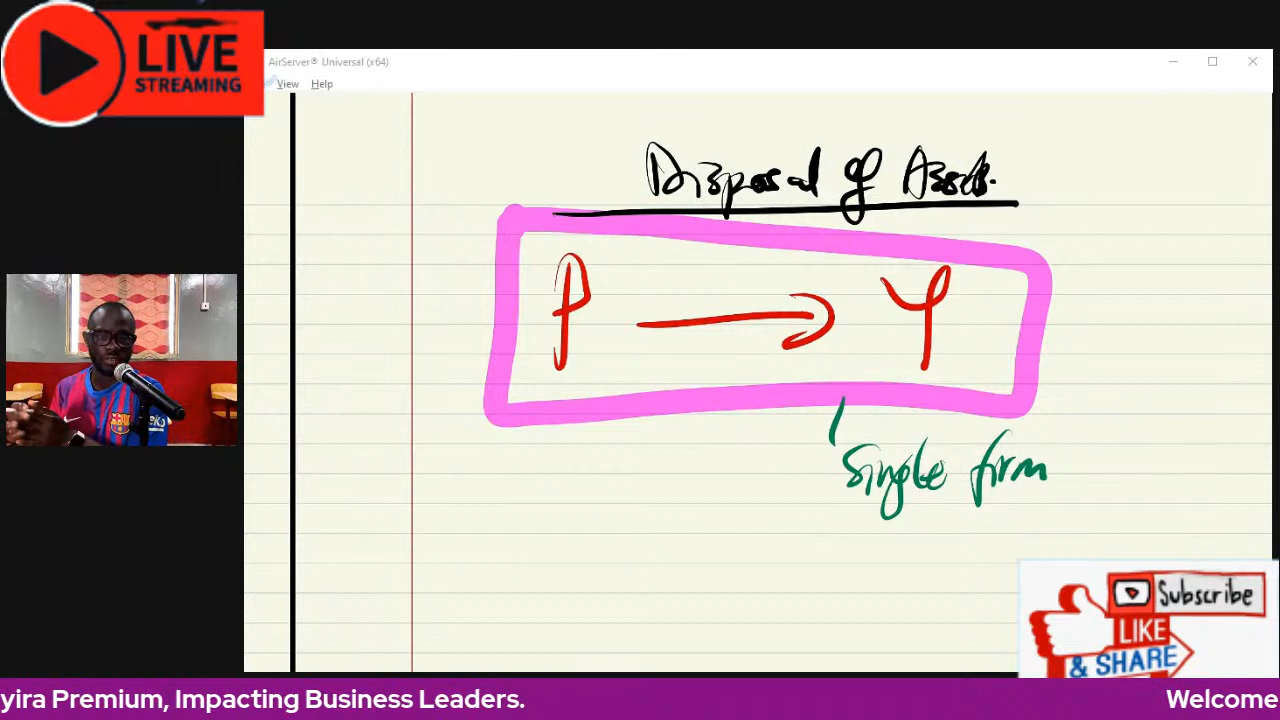 LIVE
STREAMING
AirServer® Universal (x64)
View Help
Disposal of Assets.
P Y
Single firm
Subscribe
LIKE
& SHARE
yira Premium, Impacting Business Leaders.
Welcome